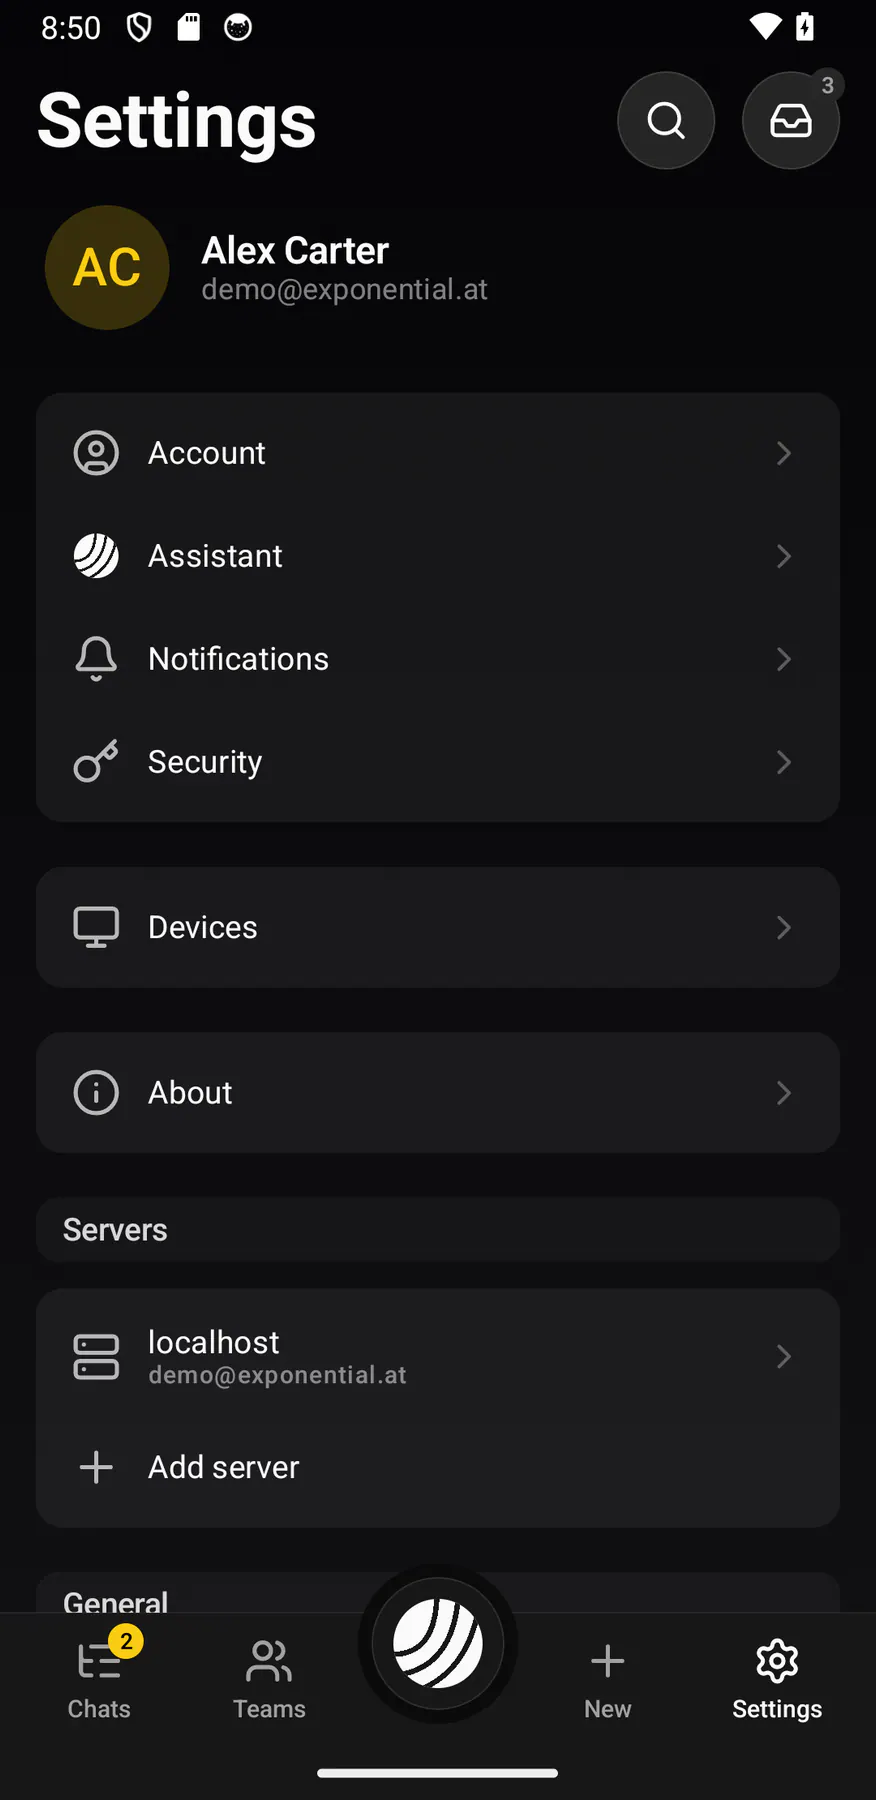 8:50
Settings
3
AC
Alex Carter
demo@exponential.at
Account
Assistant
Notifications
Security
Devices
About
Servers
localhost
demo@exponential.at
Add server
General
2
Chats
Teams
New
Settings